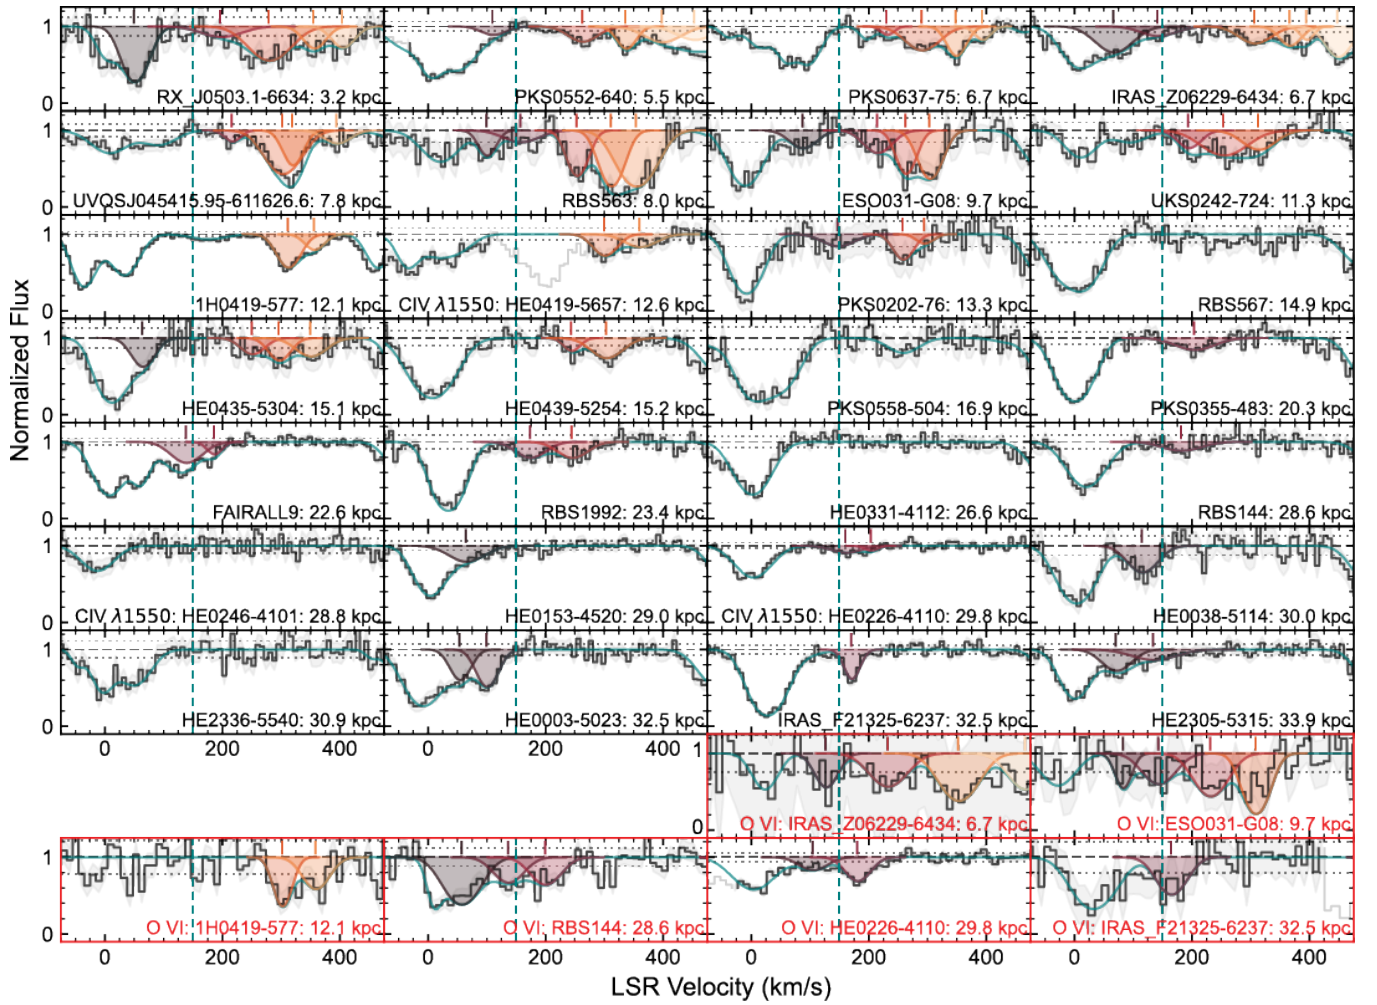 Normalized Flux
1
0
RX_J0503.1-6634: 3.2 kpc
PKS0552-640: 5.5 kpc
PKS0637-75: 6.7 kpc
IRAS_Z06229-6434: 6.7 kpc
1
0
UVQSJ045415.95-611626.6: 7.8 kpc
RBS563: 8.0 kpc
ESO031-G08: 9.7 kpc
UKS0242-724: 11.3 kpc
1
0
1H0419-577: 12.1 kpc
CIV λ1550: HE0419-5657: 12.6 kpc
PKS0202-76: 13.3 kpc
RBS567: 14.9 kpc
1
0
HE0435-5304: 15.1 kpc
HE0439-5254: 15.2 kpc
PKS0558-504: 16.9 kpc
PKS0355-483: 20.3 kpc
1
0
FAIRALL9: 22.6 kpc
RBS1992: 23.4 kpc
HE0331-4112: 26.6 kpc
RBS144: 28.6 kpc
1
0
CIV λ1550: HE0246-4101: 28.8 kpc
HE0153-4520: 29.0 kpc
CIV λ1550: HE0226-4110: 29.8 kpc
HE0038-5114: 30.0 kpc
1
0
HE2336-5540: 30.9 kpc
HE0003-5023: 32.5 kpc
IRAS_F21325-6237: 32.5 kpc
HE2305-5315: 33.9 kpc
0 200 400 0 200 400
1
0
O VI: IRAS_Z06229-6434: 6.7 kpc
O VI: ESO031-G08: 9.7 kpc
1
0
O VI: 1H0419-577: 12.1 kpc
O VI: RBS144: 28.6 kpc
O VI: HE0226-4110: 29.8 kpc
O VI: IRAS_F21325-6237: 32.5 kpc
0 200 400 0 200 400 0 200 400 0 200 400
LSR Velocity (km/s)